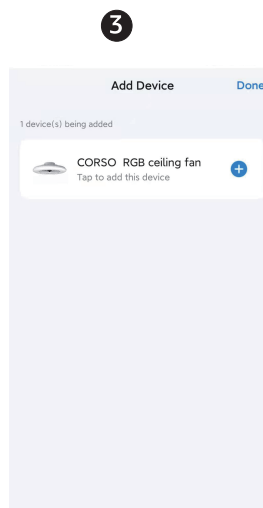 3
Add Device
Done
1 device(s) being added
CORSO RGB ceiling fan
Tap to add this device